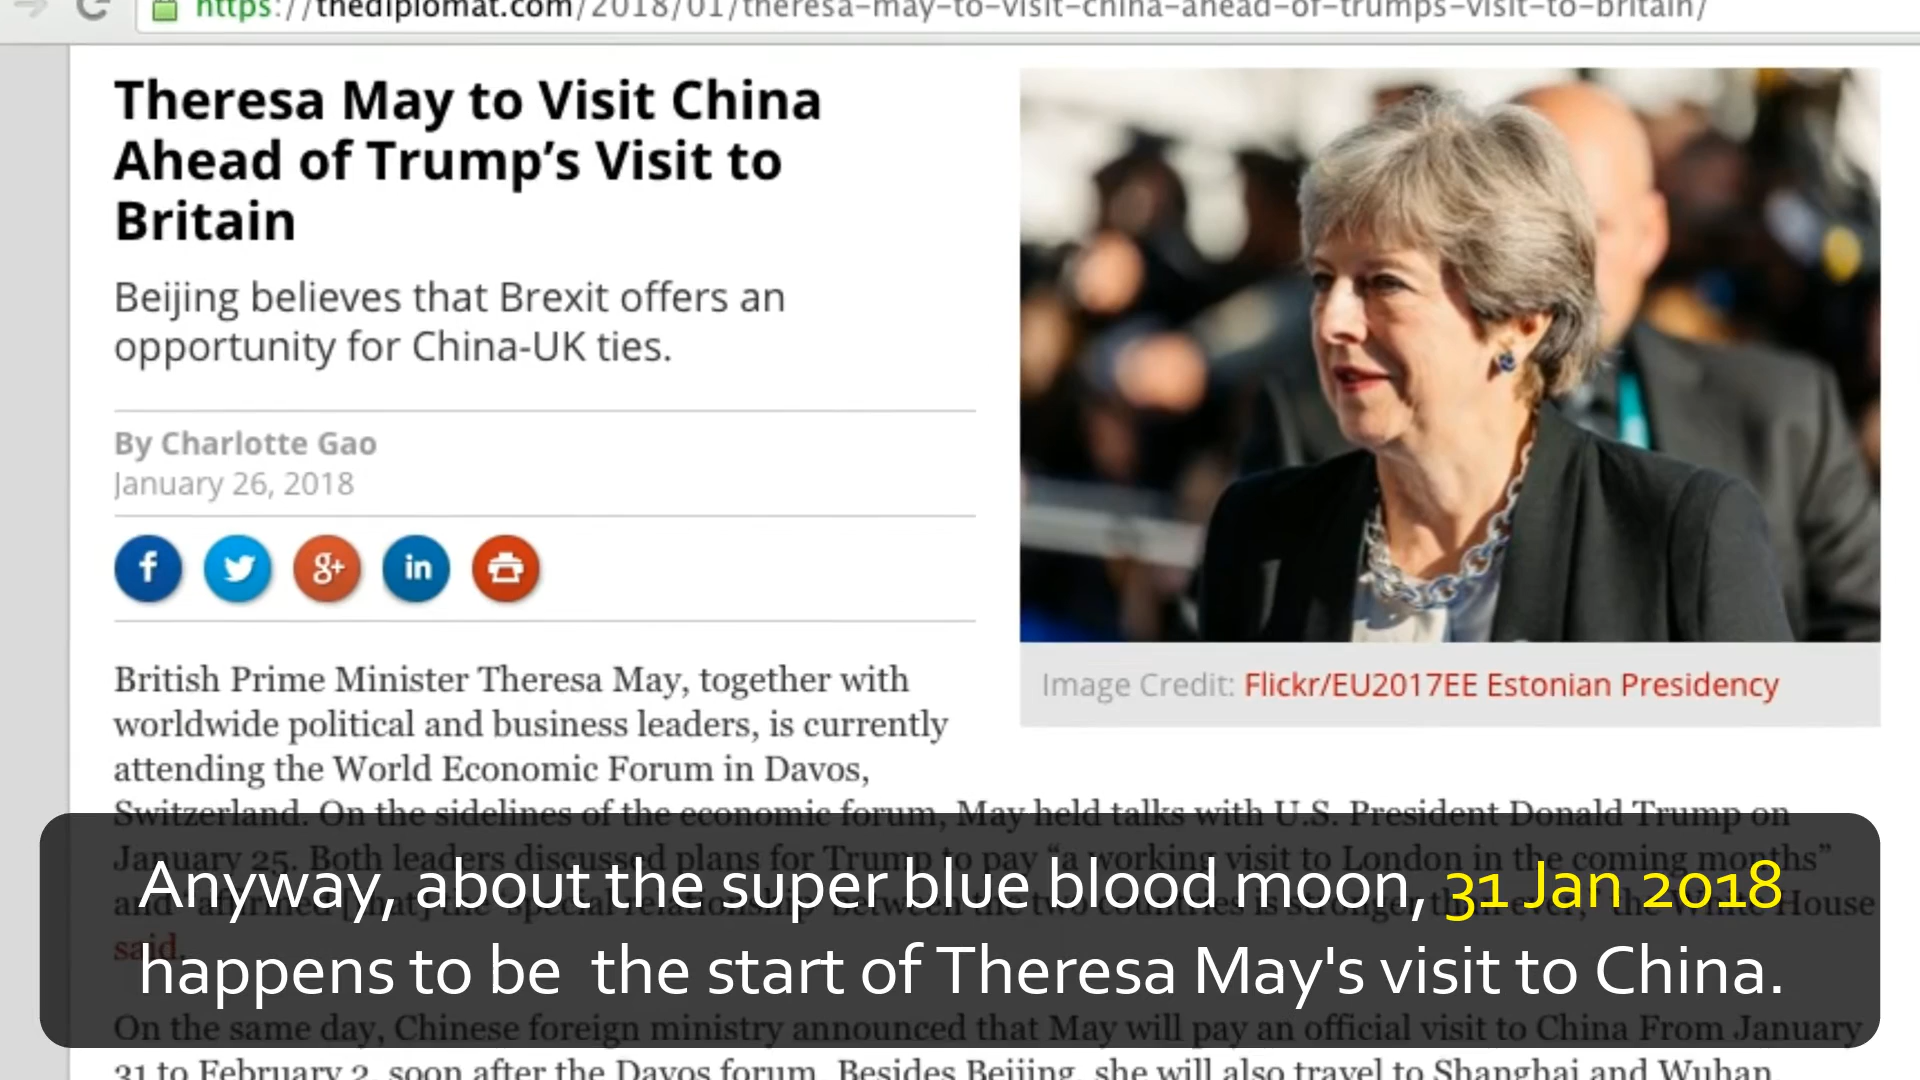 https://thediplomat.com/2018/01/theresa-may-to-visit-china-ahead-of-trumps-visit-to-britain/
Theresa May to Visit China
Ahead of Trump’s Visit to
Britain
Beijing believes that Brexit offers an
opportunity for China-UK ties.
By Charlotte Gao
January 26, 2018
f
g+
in
Image Credit: Flickr/EU2017EE Estonian Presidency
British Prime Minister Theresa May, together with
worldwide political and business leaders, is currently
attending the World Economic Forum in Davos,
Switzerland. On the sidelines of the economic forum, May held talks with U.S. President Donald Trump on
January 25. Both leaders discussed plans for Trump to pay “a working visit to London in the coming months”
and “affirmed [that] the ‘special relationship’ between the two countries is stronger than ever,” the White House
said.
Anyway, about the super blue blood moon, 31 Jan 2018
happens to be the start of Theresa May's visit to China.
On the same day, Chinese foreign ministry announced that May will pay an official visit to China From January
31 to February 2, soon after the Davos forum. Besides Beijing, she will also travel to Shanghai and Wuhan,